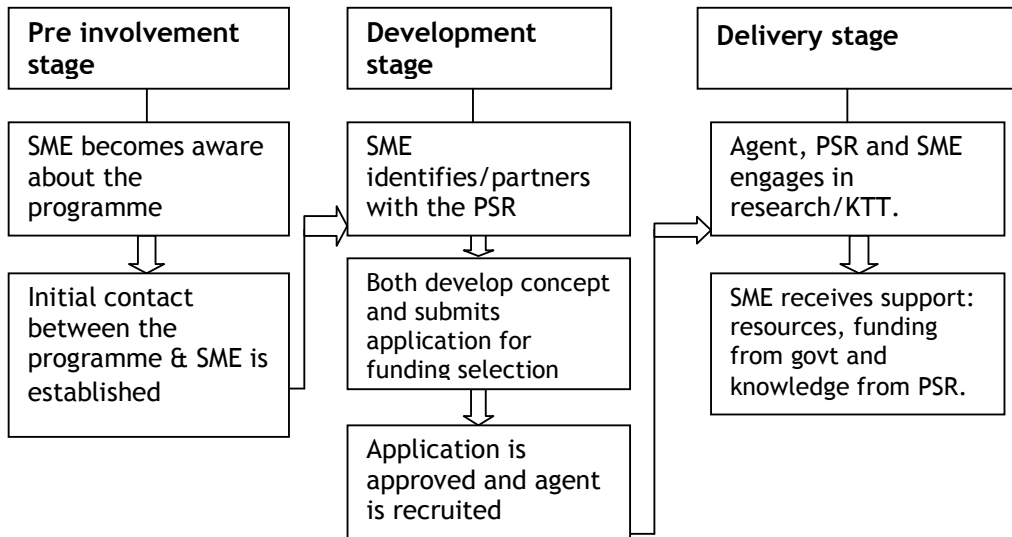 Pre involvement
stage
SME becomes aware
about the
programme
Initial contact
between the
programme & SME is
established
Development
stage
SME
identifies/partners
with the PSR
Both develop concept
and submits
application for
funding selection
Application is
approved and agent
is recruited
Delivery stage
Agent, PSR and SME
engages in
research/KTT.
SME receives support:
resources, funding
from govt and
knowledge from PSR.